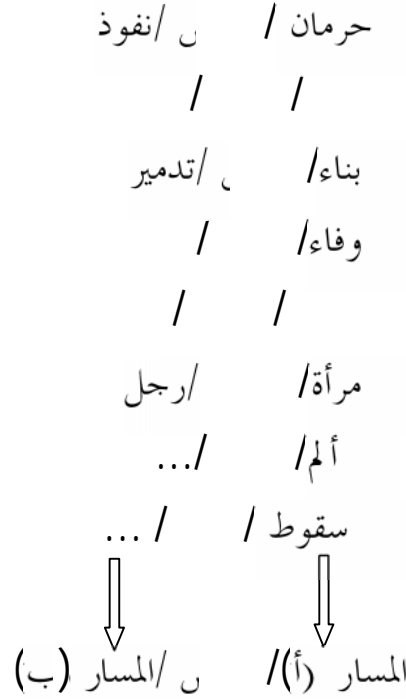 حرمان / / نفوذ
/ /
بناء/ /تدمير
وفاء/ /
/ /
مرأة/ /رجل
ألم/ /...
سقوط / / ...
المسار (أ)/ /المسار (ب)